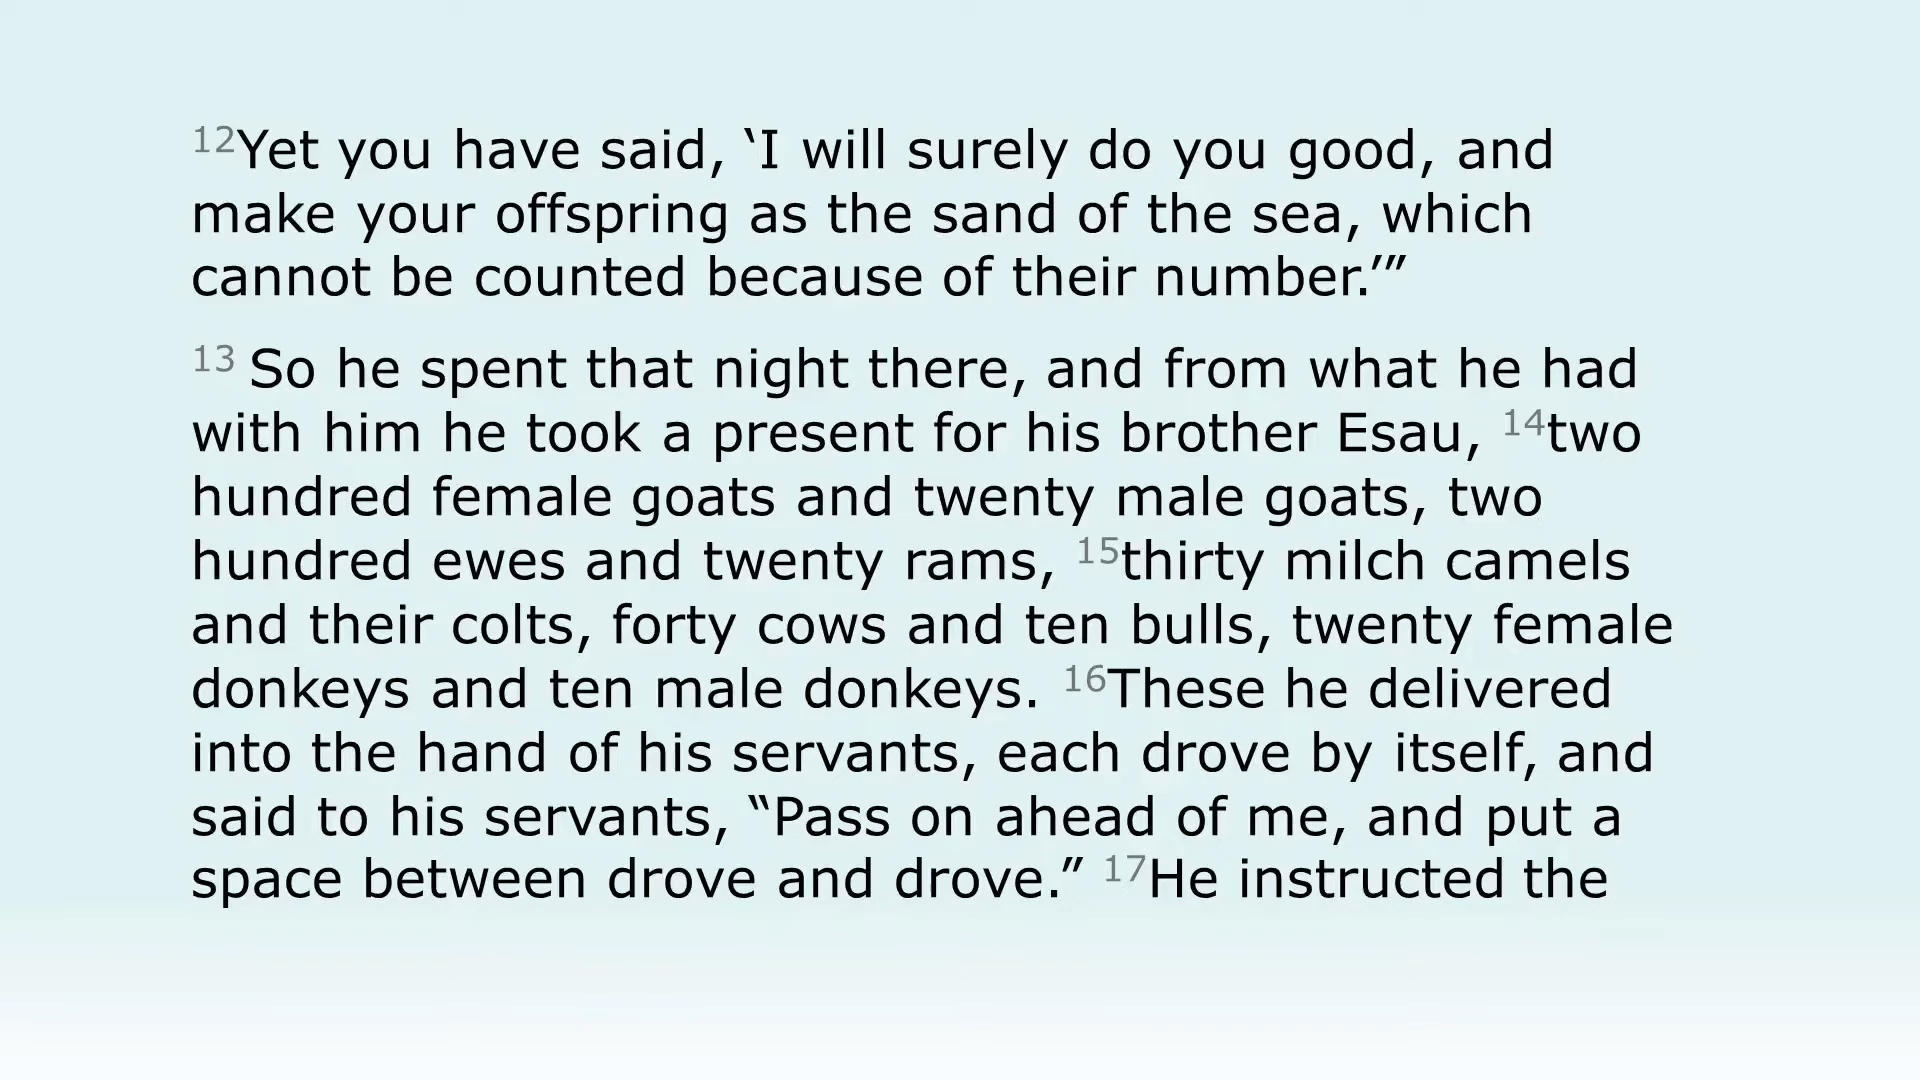 12Yet you have said, ‘I will surely do you good, and
make your offspring as the sand of the sea, which
cannot be counted because of their number.’”
13 So he spent that night there, and from what he had
with him he took a present for his brother Esau, 14two
hundred female goats and twenty male goats, two
hundred ewes and twenty rams, 15thirty milch camels
and their colts, forty cows and ten bulls, twenty female
donkeys and ten male donkeys. 16These he delivered
into the hand of his servants, each drove by itself, and
said to his servants, “Pass on ahead of me, and put a
space between drove and drove.” 17He instructed the